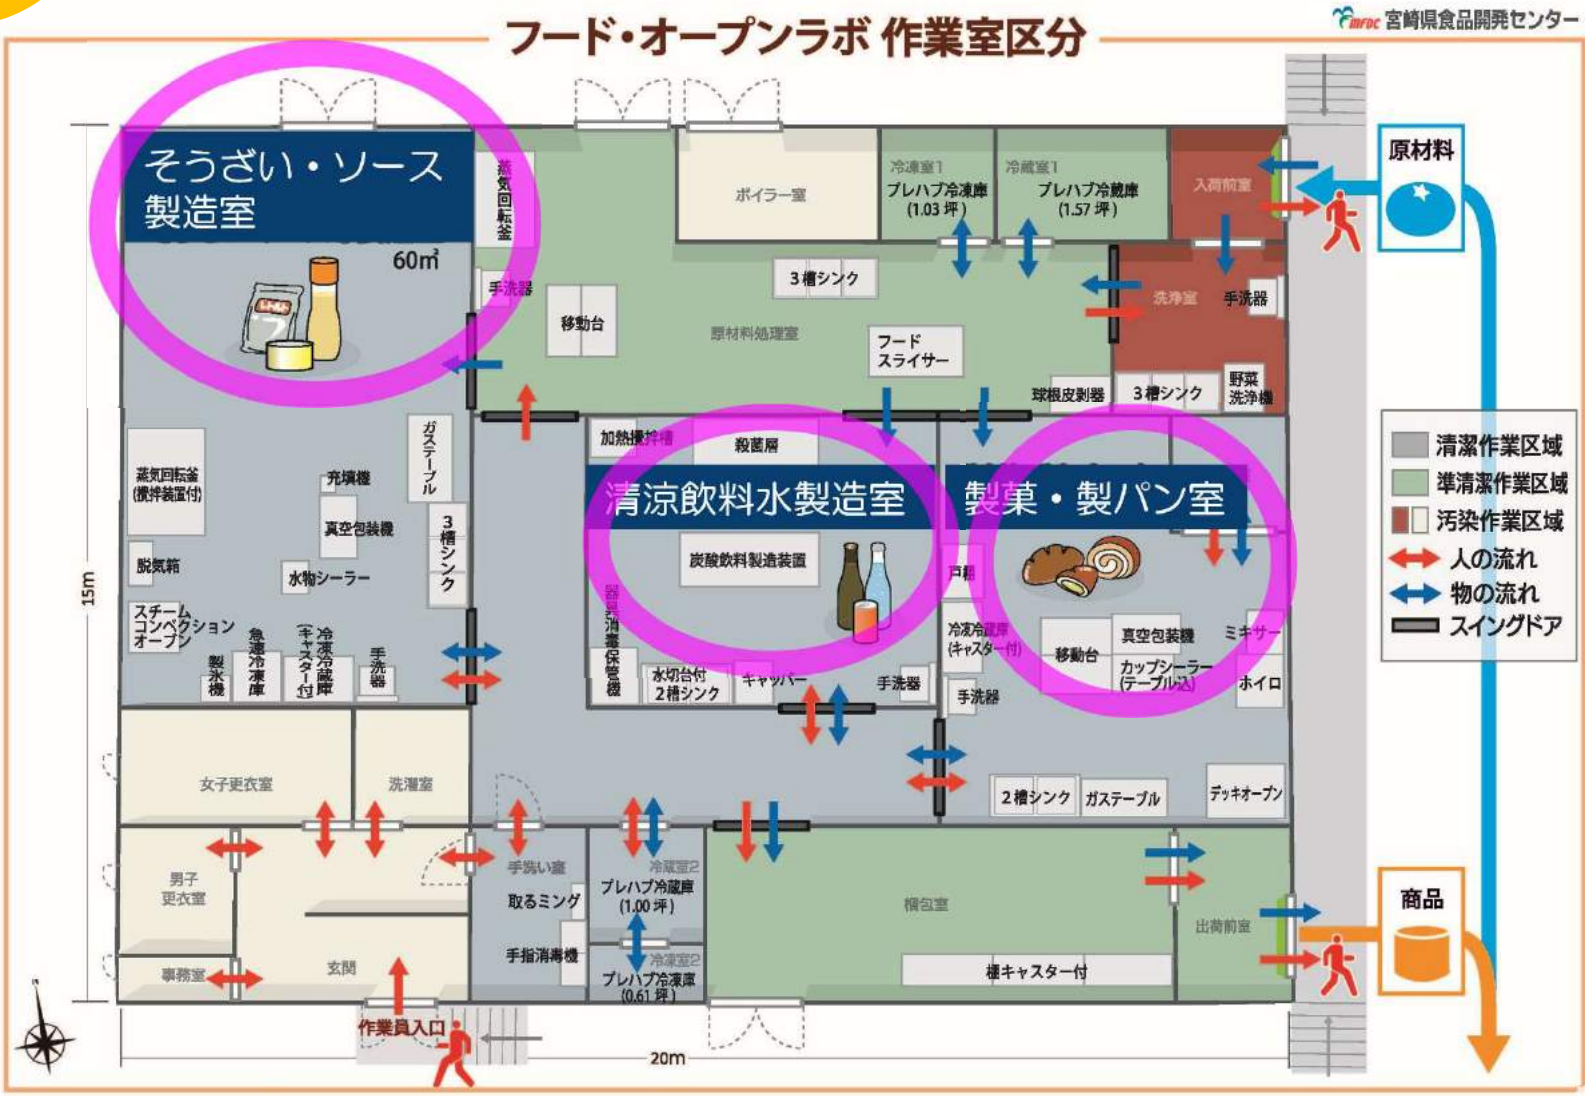 フード・オープンラボ 作業室区分
MFDC 宮崎県食品開発センター
そうざい・ソース
製造室
60㎡
蒸気回転釜
手洗器
移動台
ボイラー室
冷凍室1
プレハブ冷凍庫
(1.03 坪)
冷蔵室1
プレハブ冷蔵庫
(1.57 坪)
入荷前室
原材料
3槽シンク
原材料処理室
フード
スライサー
洗浄室
手洗器
球根皮剥器
3槽シンク
野菜
洗浄機
15m
蒸気回転釜
(攪拌装置付)
充填機
ガステーブル
真空包装機
3槽シンク
脱気箱
水物シーラー
スチーム
コンベクション
オーブン
製氷機
急速冷凍庫
冷凍冷蔵庫
(キャスター付)
手洗器
加熱攪拌槽
殺菌層
清涼飲料水製造室
炭酸飲料製造装置
器具消毒保管機
水切台付
2槽シンク
キャッパー
手洗器
製菓・製パン室
戸棚
冷凍冷蔵庫
(キャスター付)
手洗器
移動台
真空包装機
カップシーラー
(テーブル込)
ミキサー
ホイロ
2槽シンク
ガステーブル
デッキオーブン
清潔作業区域
準清潔作業区域
汚染作業区域
人の流れ
物の流れ
スイングドア
女子更衣室
洗濯室
男子
更衣室
事務室
玄関
手洗い室
取るミング
手指消毒機
冷蔵室2
プレハブ冷蔵庫
(1.00 坪)
冷凍室2
プレハブ冷凍庫
(0.61 坪)
梱包室
棚キャスター付
出荷前室
商品
作業員入口
20m